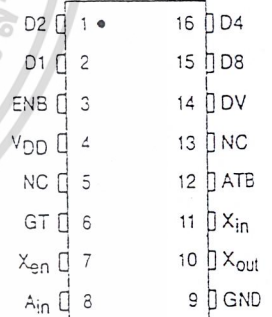 D2 1 16 D4
D1 2 15 D8
ENB 3 14 DV
VDD 4 13 NC
NC 5 12 ATB
GT 6 11 Xin
Xen 7 10 Xout
Ain 8 9 GND